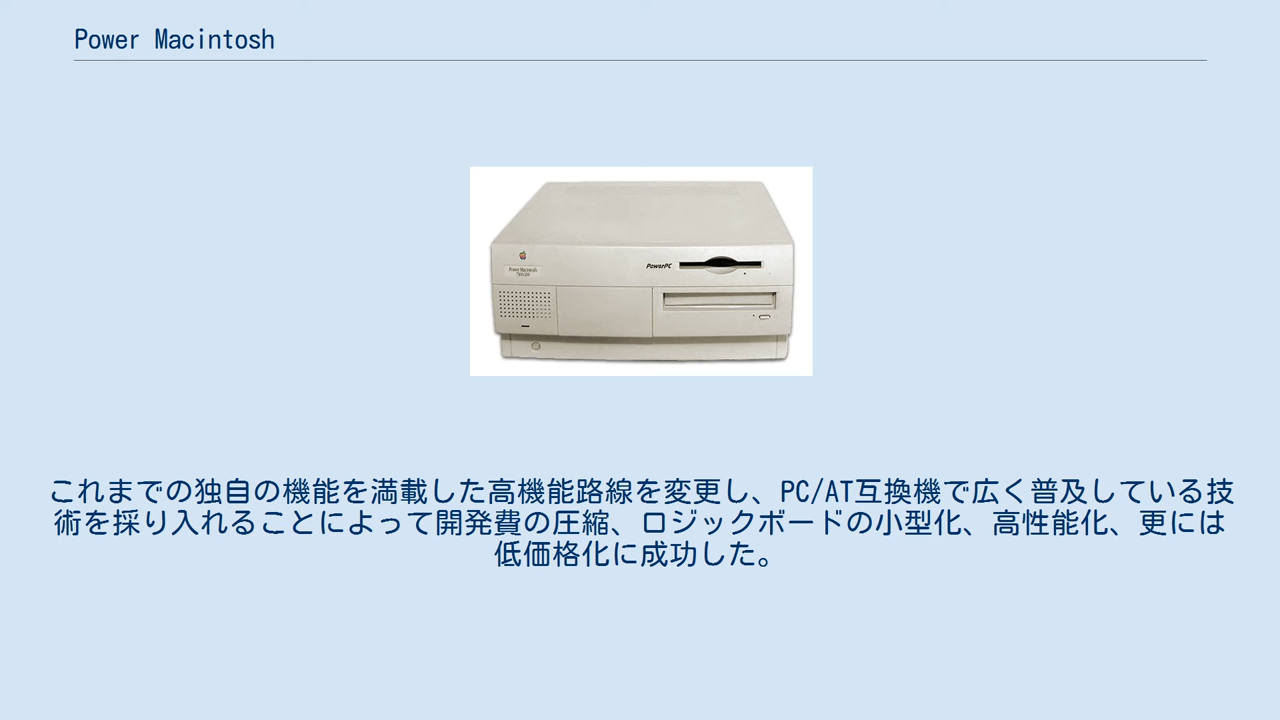 Power Macintosh
PowerPC
Power Macintosh
これまでの独自の機能を満載した高機能路線を変更し、PC/AT互換機で広く普及している技
術を採り入れることによって開発費の圧縮、ロジックボードの小型化、高性能化、更には
低価格化に成功した。